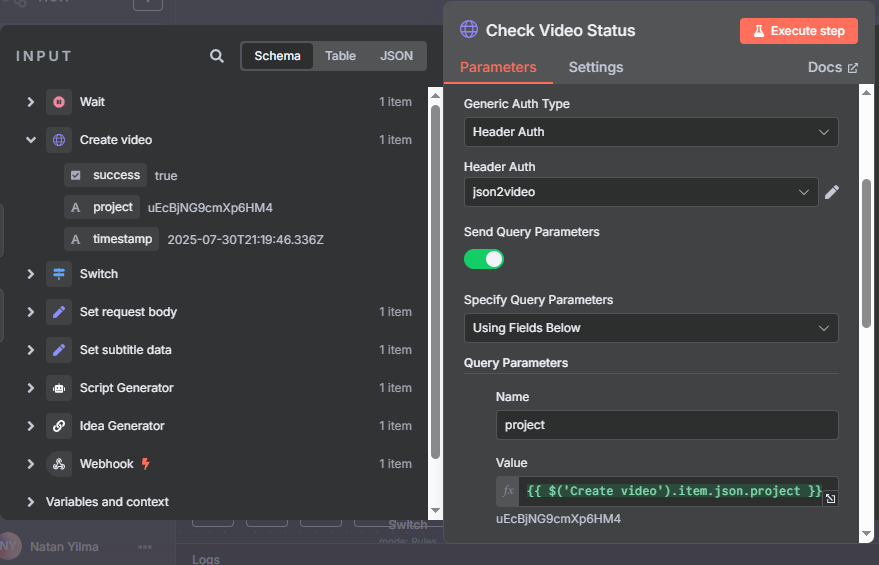 INPUT
Schema
Table
JSON
Wait
1 item
Create video
1 item
success
true
A
project
uEcBjNG9cmXp6HM4
A
timestamp
2025-07-30T21:19:46.336Z
Switch
Set request body
1 item
Set subtitle data
1 item
Script Generator
1 item
Idea Generator
1 item
Webhook
1 item
Variables and context
NY
Natan Yilma
Switch
mode: Rules
Logs
Check Video Status
Execute step
Parameters
Settings
Docs
Generic Auth Type
Header Auth
Header Auth
json2video
Send Query Parameters
Specify Query Parameters
Using Fields Below
Query Parameters
Name
project
Value
fx
{{ $('Create video').item.json.project }}
uEcBjNG9cmXp6HM4